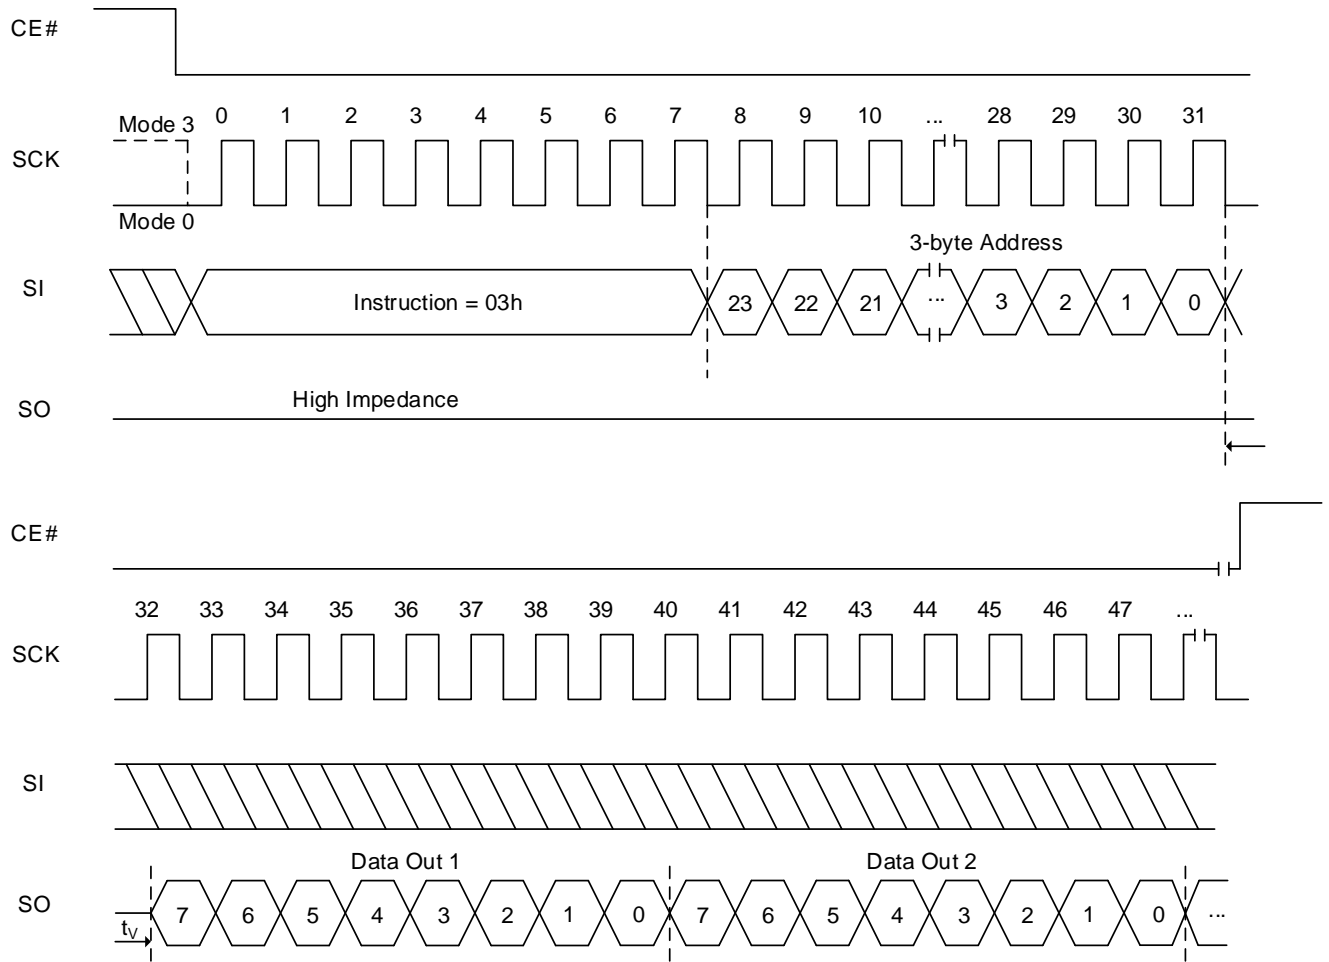 CE#
0 1 2 3 4 5 6 7 8 9 10 ... 28 29 30 31
Mode 3
SCK
Mode 0
3-byte Address
SI
Instruction = 03h
23 22 21 ... 3 2 1 0
High Impedance
SO
CE#
32 33 34 35 36 37 38 39 40 41 42 43 44 45 46 47 ...
SCK
SI
Data Out 1 Data Out 2
SO
7 6 5 4 3 2 1 0 7 6 5 4 3 2 1 0 ...
tV